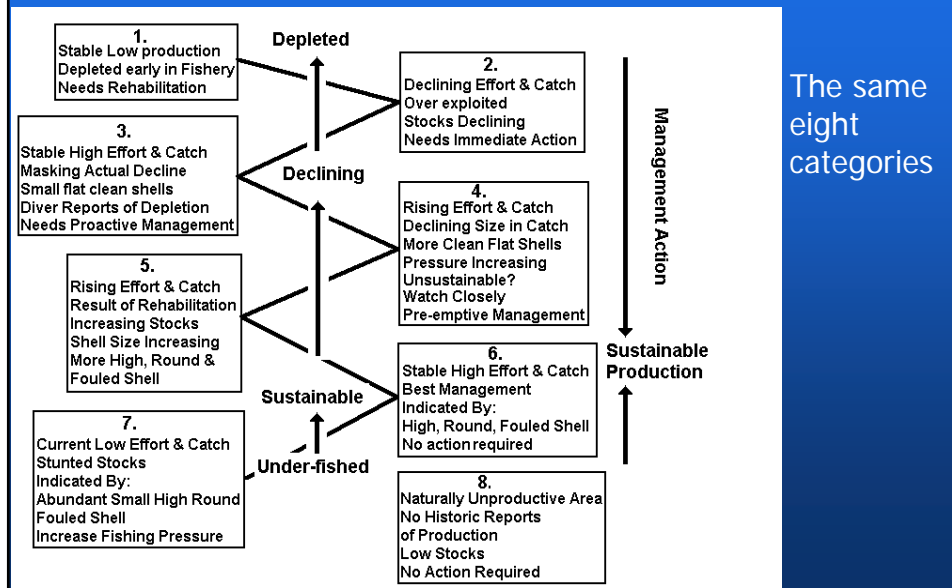 1.
Stable Low production
Depleted early in Fishery
Needs Rehabilitation
Depleted
2.
Declining Effort & Catch
Over exploited
Stocks Declining
Needs Immediate Action
3.
Stable High Effort & Catch
Masking Actual Decline
Small flat clean shells
Diver Reports of Depletion
Needs Proactive Management
Declining
4.
Rising Effort & Catch
Declining Size in Catch
More Clean Flat Shells
Pressure Increasing
Unsustainable?
Watch Closely
Pre-emptive Management
5.
Rising Effort & Catch
Result of Rehabilitation
Increasing Stocks
Shell Size Increasing
More High, Round &
Fouled Shell
Sustainable
6.
Stable High Effort & Catch
Best Management
Indicated By:
High, Round, Fouled Shell
No action required
7.
Current Low Effort & Catch
Stunted Stocks
Indicated By:
Abundant Small High Round
Fouled Shell
Increase Fishing Pressure
Under-fished
8.
Naturally Unproductive Area
No Historic Reports
of Production
Low Stocks
No Action Required
Management Action
Sustainable
Production
The same
eight
categories